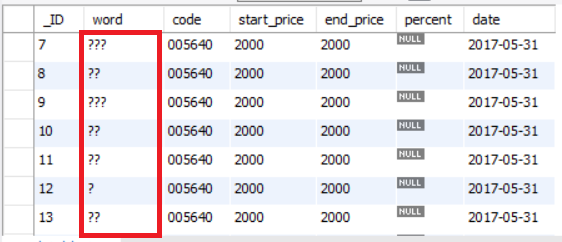 _ID word code start_price end_price percent date
7 ??? 005640 2000 2000 NULL 2017-05-31
8 ?? 005640 2000 2000 NULL 2017-05-31
9 ??? 005640 2000 2000 NULL 2017-05-31
10 ?? 005640 2000 2000 NULL 2017-05-31
11 ?? 005640 2000 2000 NULL 2017-05-31
12 ? 005640 2000 2000 NULL 2017-05-31
13 ?? 005640 2000 2000 NULL 2017-05-31